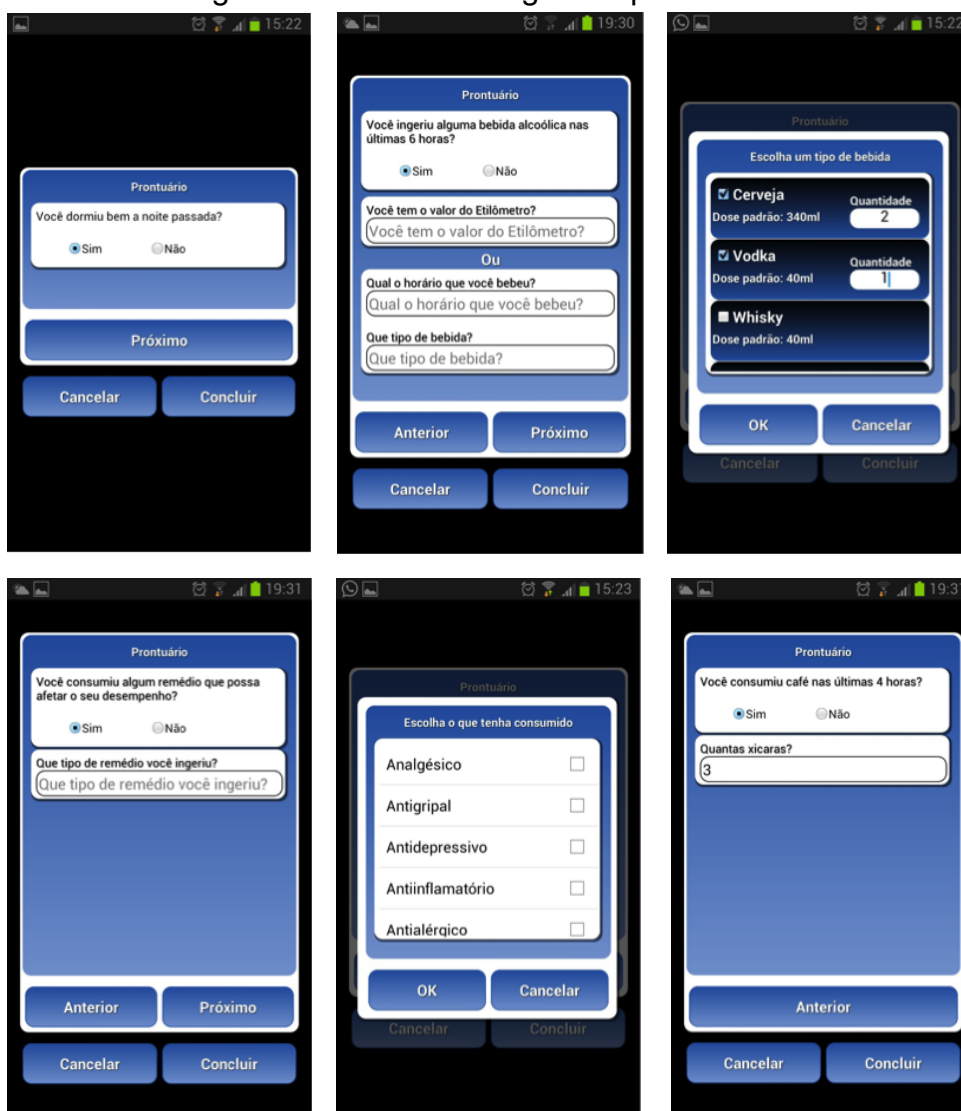 15:22
Prontuário
Você dormiu bem a noite passada?
Sim Não
Próximo
Cancelar Concluir
19:30
Prontuário
Você ingeriu alguma bebida alcoólica nas
últimas 6 horas?
Sim Não
Você tem o valor do Etilômetro?
Você tem o valor do Etilômetro?
Ou
Qual o horário que você bebeu?
Qual o horário que você bebeu?
Que tipo de bebida?
Que tipo de bebida?
Anterior Próximo
Cancelar Concluir
15:22
Prontuário
Escolha um tipo de bebida
Cerveja Quantidade
Dose padrão: 340ml 2
Vodka Quantidade
Dose padrão: 40ml 1
Whisky
Dose padrão: 40ml
OK Cancelar
Cancelar Concluir
19:31
Prontuário
Você consumiu algum remédio que possa
afetar o seu desempenho?
Sim Não
Que tipo de remédio você ingeriu?
Que tipo de remédio você ingeriu?
Anterior Próximo
Cancelar Concluir
15:23
Prontuário
Escolha o que tenha consumido
Analgésico
Antigripal
Antidepressivo
Antiinflamatório
Antialérgico
OK Cancelar
Cancelar Concluir
19:31
Prontuário
Você consumiu café nas últimas 4 horas?
Sim Não
Quantas xicaras?
3
Anterior
Cancelar Concluir